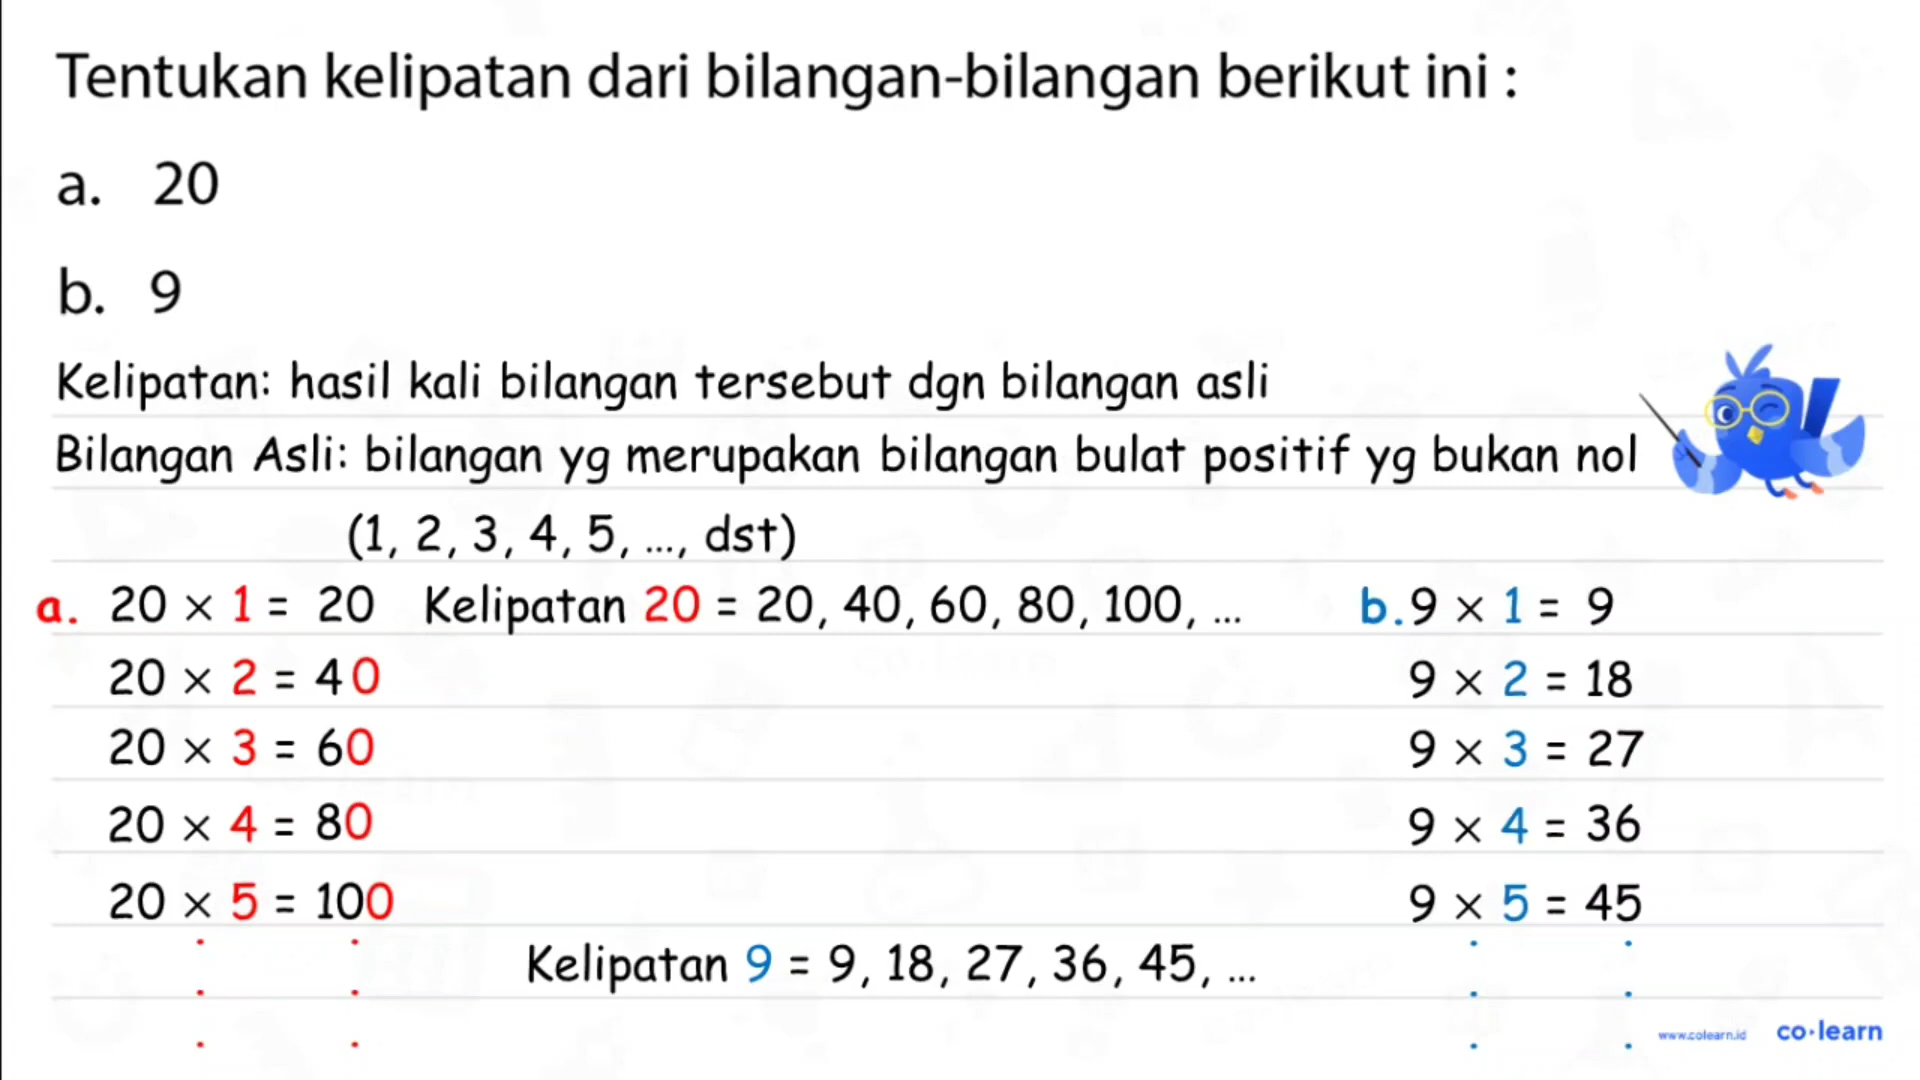 Tentukan kelipatan dari bilangan-bilangan berikut ini :
a. 20
b. 9
Kelipatan: hasil kali bilangan tersebut dgn bilangan asli
Bilangan Asli: bilangan yg merupakan bilangan bulat positif yg bukan nol
(1, 2, 3, 4, 5, ..., dst)
a. 20 × 1 = 20 Kelipatan 20 = 20, 40, 60, 80, 100, ...
20 × 2 = 40
20 × 3 = 60
20 × 4 = 80
20 × 5 = 100
b. 9 × 1 = 9
9 × 2 = 18
9 × 3 = 27
9 × 4 = 36
9 × 5 = 45
Kelipatan 9 = 9, 18, 27, 36, 45, ...
www.colearn.id co·learn